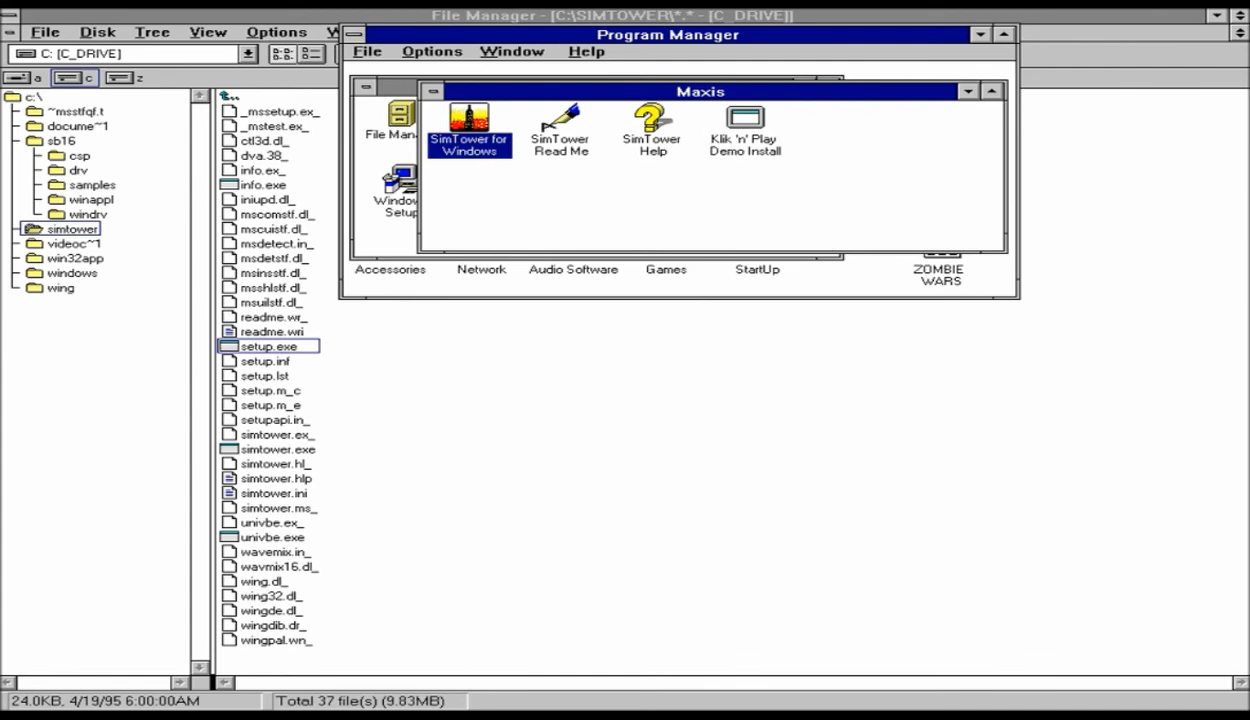 File Manager - [C:\SIMTOWER\*.* - [C_DRIVE]]
File Disk Tree View Options
C: [C_DRIVE]
a c z
c:\
~msstfqf.t
docume~1
sb16
csp
drv
samples
winappl
windrv
simtower
videoc~1
win32app
windows
wing
_mssetup.ex_
_mstest.ex_
ctl3d.dl_
dva.38_
info.ex_
info.exe
iniupd.dl_
mscomstf.dl_
mscuistf.dl_
msdetect.in_
msdetstf.dl_
msinsstf.dl_
msshlstf.dl_
msuilstf.dl_
readme.wr_
readme.wri
setup.exe
setup.inf
setup.lst
setup.m_c
setup.m_e
setupapi.in_
simtower.ex_
simtower.exe
simtower.hl_
simtower.hlp
simtower.ini
simtower.ms_
univbe.ex_
univbe.exe
wavemix.in_
wavmix16.dl_
wing.dl_
wing32.dl_
wingde.dl_
wingdib.dr_
wingpal.wn_
Program Manager
File Options Window Help
File Man
Window
Setup
Maxis
SimTower for
Windows
SimTower
Read Me
SimTower
Help
Klik 'n' Play
Demo Install
Accessories Network Audio Software Games StartUp
ZOMBIE
WARS
24.0KB, 4/19/95 6:00:00AM
Total 37 file(s) (9.83MB)